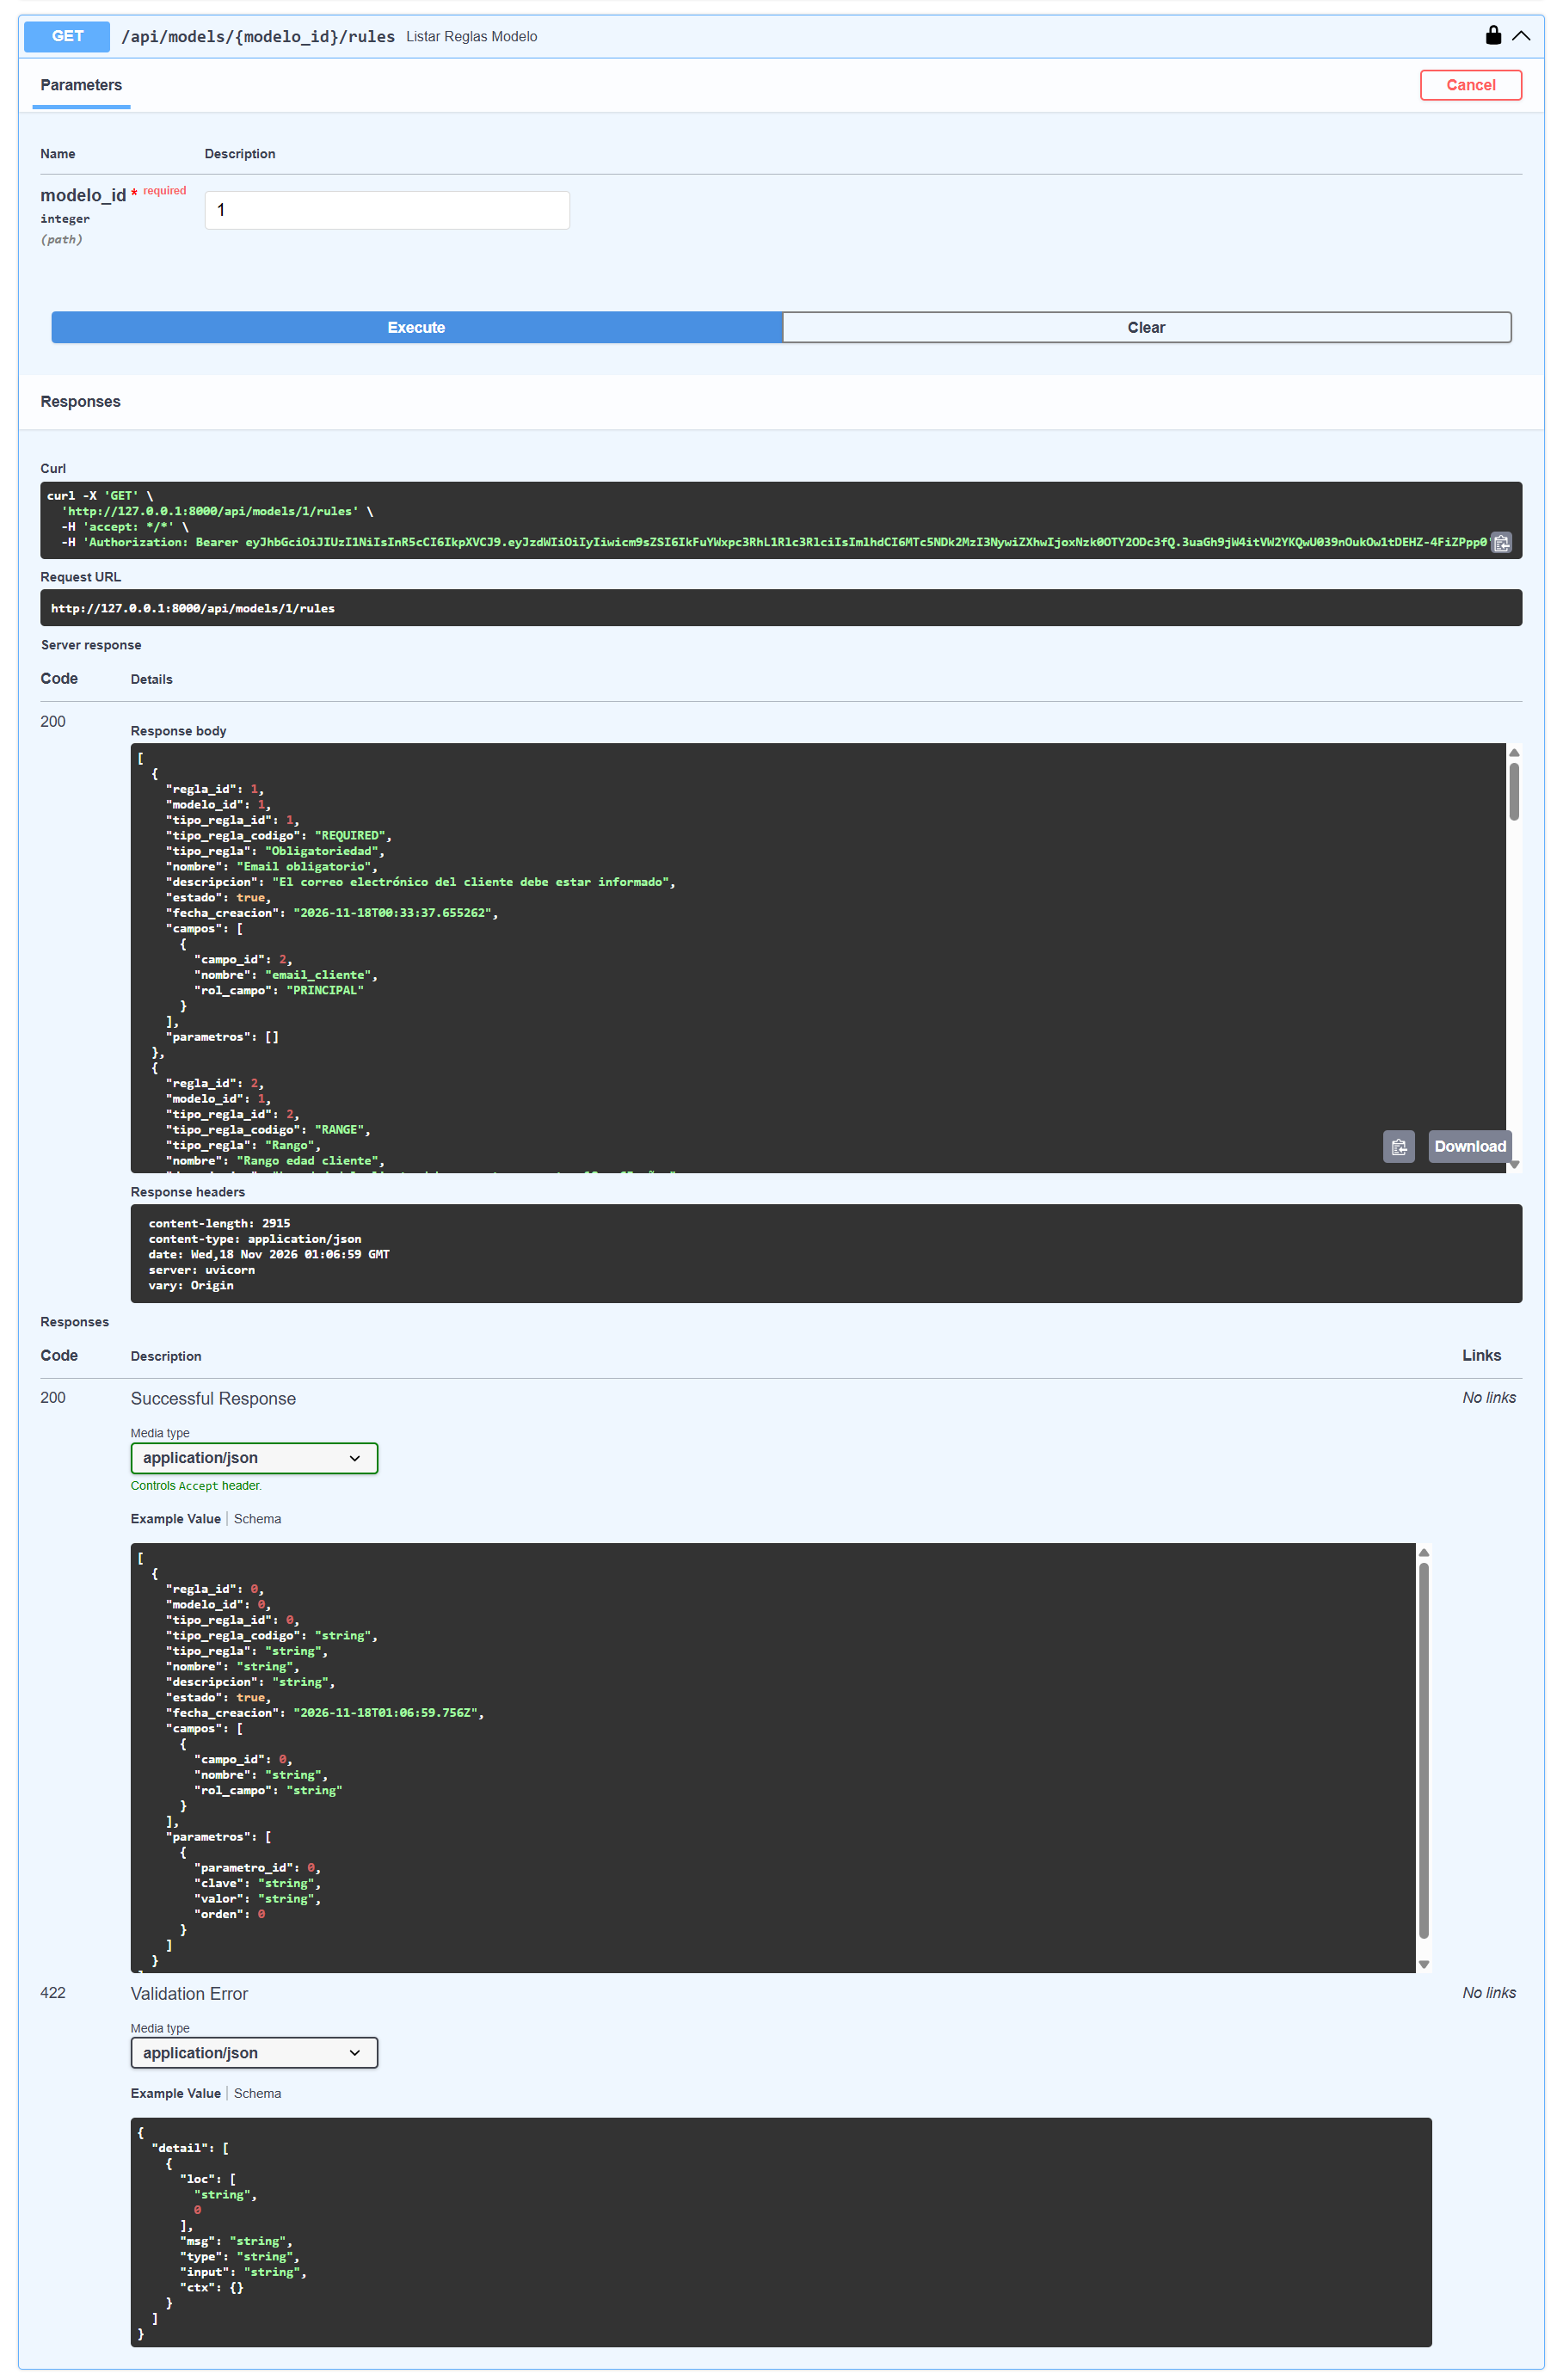 GET /api/models/{modelo_id}/rules Listar Reglas Modelo
Parameters
Cancel
Name Description
modelo_id * required
integer
(path)
1
Execute Clear
Responses
Curl
curl -X 'GET' \
'http://127.0.0.1:8000/api/models/1/rules' \
-H 'accept: */*' \
-H 'Authorization: Bearer
Request URL
http://127.0.0.1:8000/api/models/1/rules
Server response
Code Details
200
Response body
[
{
"regla_id": 1,
"modelo_id": 1,
"tipo_regla_id": 1,
"tipo_regla_codigo": "REQUIRED",
"tipo_regla": "Obligatoriedad",
"nombre": "Email obligatorio",
"descripcion": "El correo electrónico del cliente debe estar informado",
"estado": true,
"fecha_creacion": "2026-11-18T00:33:37.655262",
"campos": [
{
"campo_id": 2,
"nombre": "email_cliente",
"rol_campo": "PRINCIPAL"
}
],
"parametros": []
},
{
"regla_id": 2,
"modelo_id": 1,
"tipo_regla_id": 2,
"tipo_regla_codigo": "RANGE",
"tipo_regla": "Rango",
"nombre": "Rango edad cliente",
Download
Response headers
content-length: 2915
content-type: application/json
date: Wed,18 Nov 2026 01:06:59 GMT
server: uvicorn
vary: Origin
Responses
Code Description Links
200 Successful Response No links
Media type
application/json
Controls Accept header.
Example Value | Schema
[
{
"regla_id": 0,
"modelo_id": 0,
"tipo_regla_id": 0,
"tipo_regla_codigo": "string",
"tipo_regla": "string",
"nombre": "string",
"descripcion": "string",
"estado": true,
"fecha_creacion": "2026-11-18T01:06:59.756Z",
"campos": [
{
"campo_id": 0,
"nombre": "string",
"rol_campo": "string"
}
],
"parametros": [
{
"parametro_id": 0,
"clave": "string",
"valor": "string",
"orden": 0
}
]
}
422 Validation Error No links
Media type
application/json
Example Value | Schema
{
"detail": [
{
"loc": [
"string",
0
],
"msg": "string",
"type": "string",
"input": "string",
"ctx": {}
}
]
}